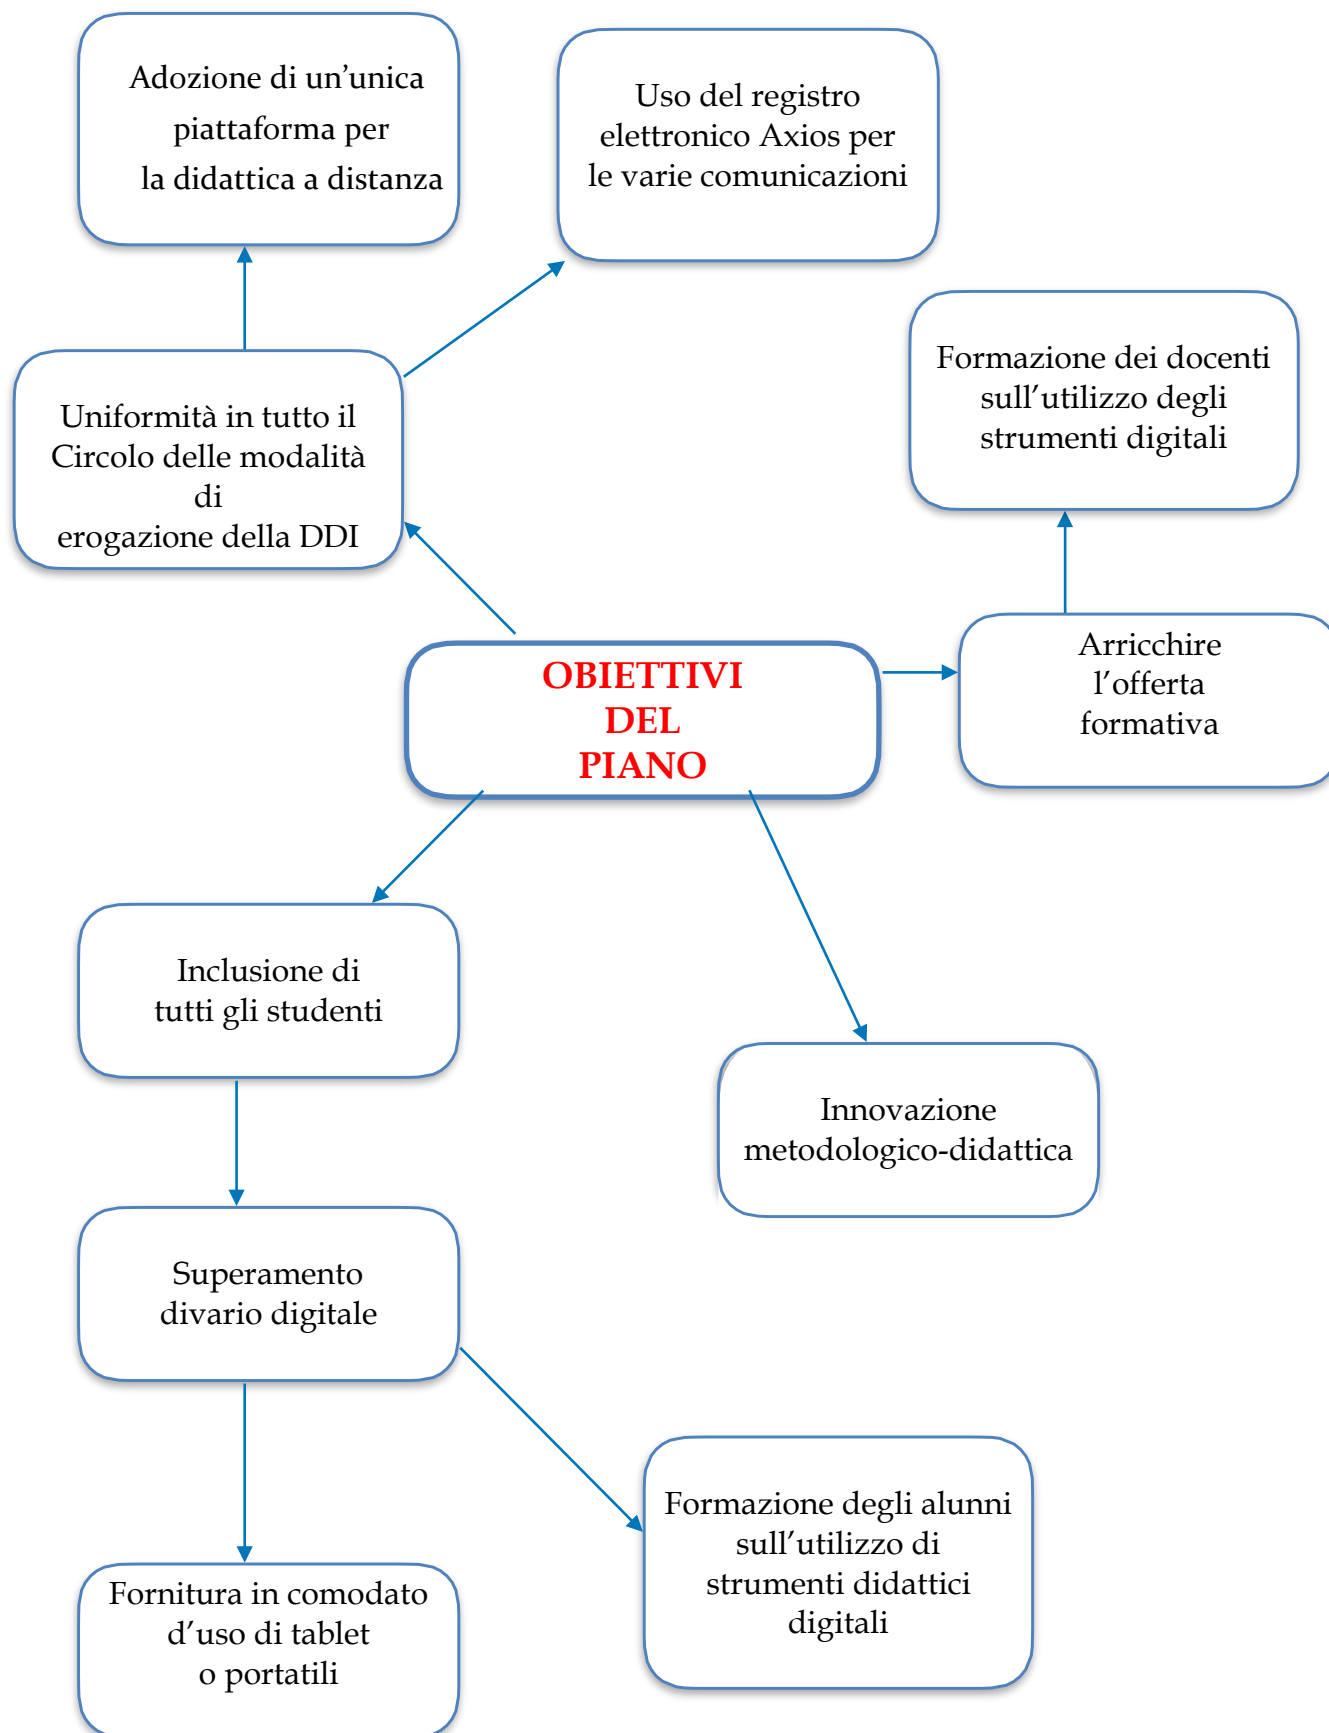 Adozione di un’unica
piattaforma per
la didattica a distanza
Uso del registro
elettronico Axios per
le varie comunicazioni
Formazione dei docenti
sull’utilizzo degli
strumenti digitali
Uniformità in tutto il
Circolo delle modalità
di
erogazione della DDI
OBIETTIVI
DEL
PIANO
Arricchire
l’offerta
formativa
Inclusione di
tutti gli studenti
Innovazione
metodologico-didattica
Superamento
divario digitale
Formazione degli alunni
sull’utilizzo di
strumenti didattici
digitali
Fornitura in comodato
d’uso di tablet
o portatili